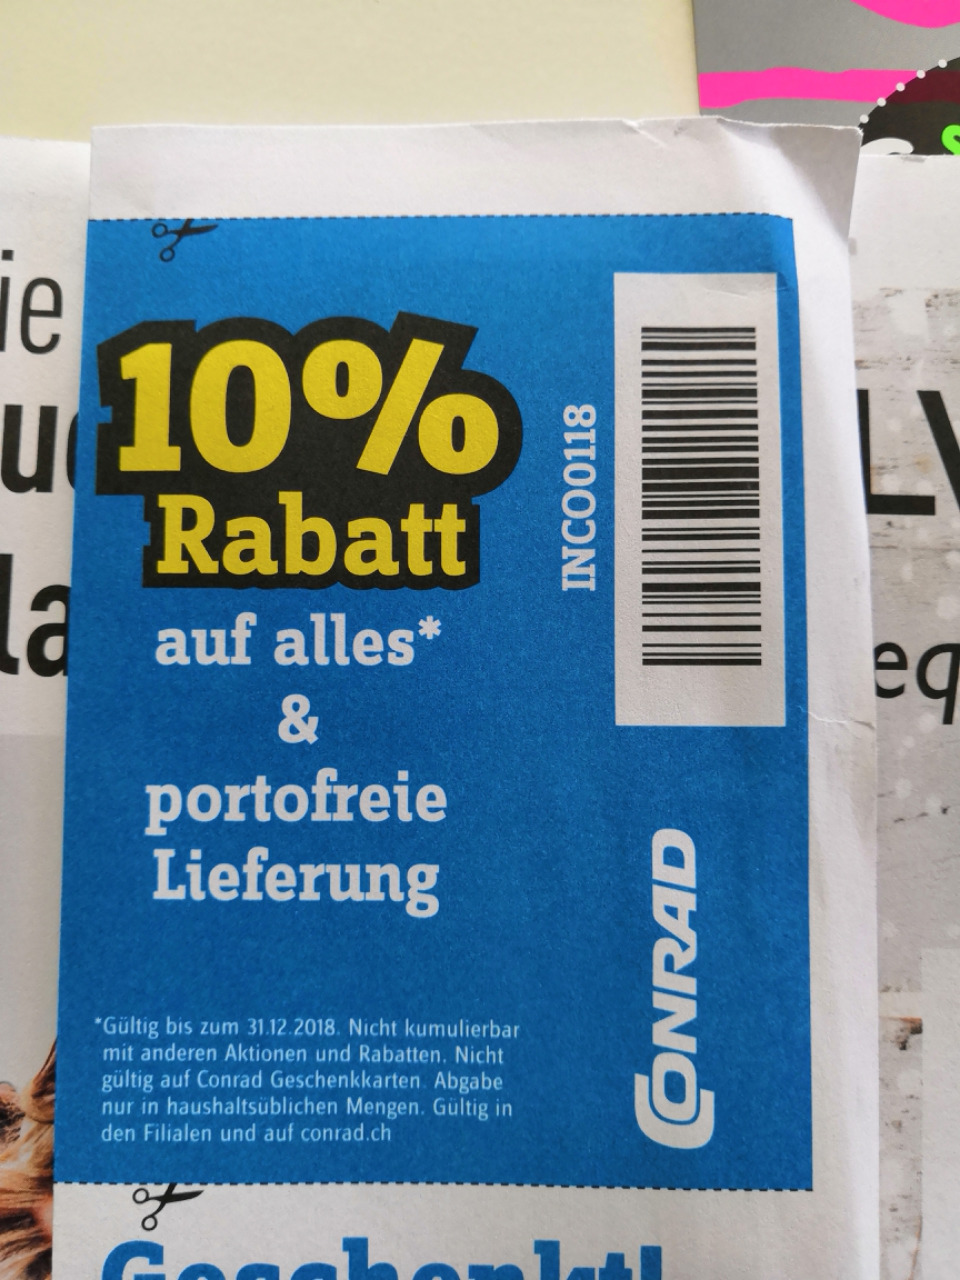 10%
Rabatt
auf alles*
&
portofreie
Lieferung
INCO0118
CONRAD
*Gültig bis zum 31.12.2018. Nicht kumulierbar
mit anderen Aktionen und Rabatten. Nicht
gültig auf Conrad Geschenkkarten. Abgabe
nur in haushaltsüblichen Mengen. Gültig in
den Filialen und auf conrad.ch
Geschenkt!